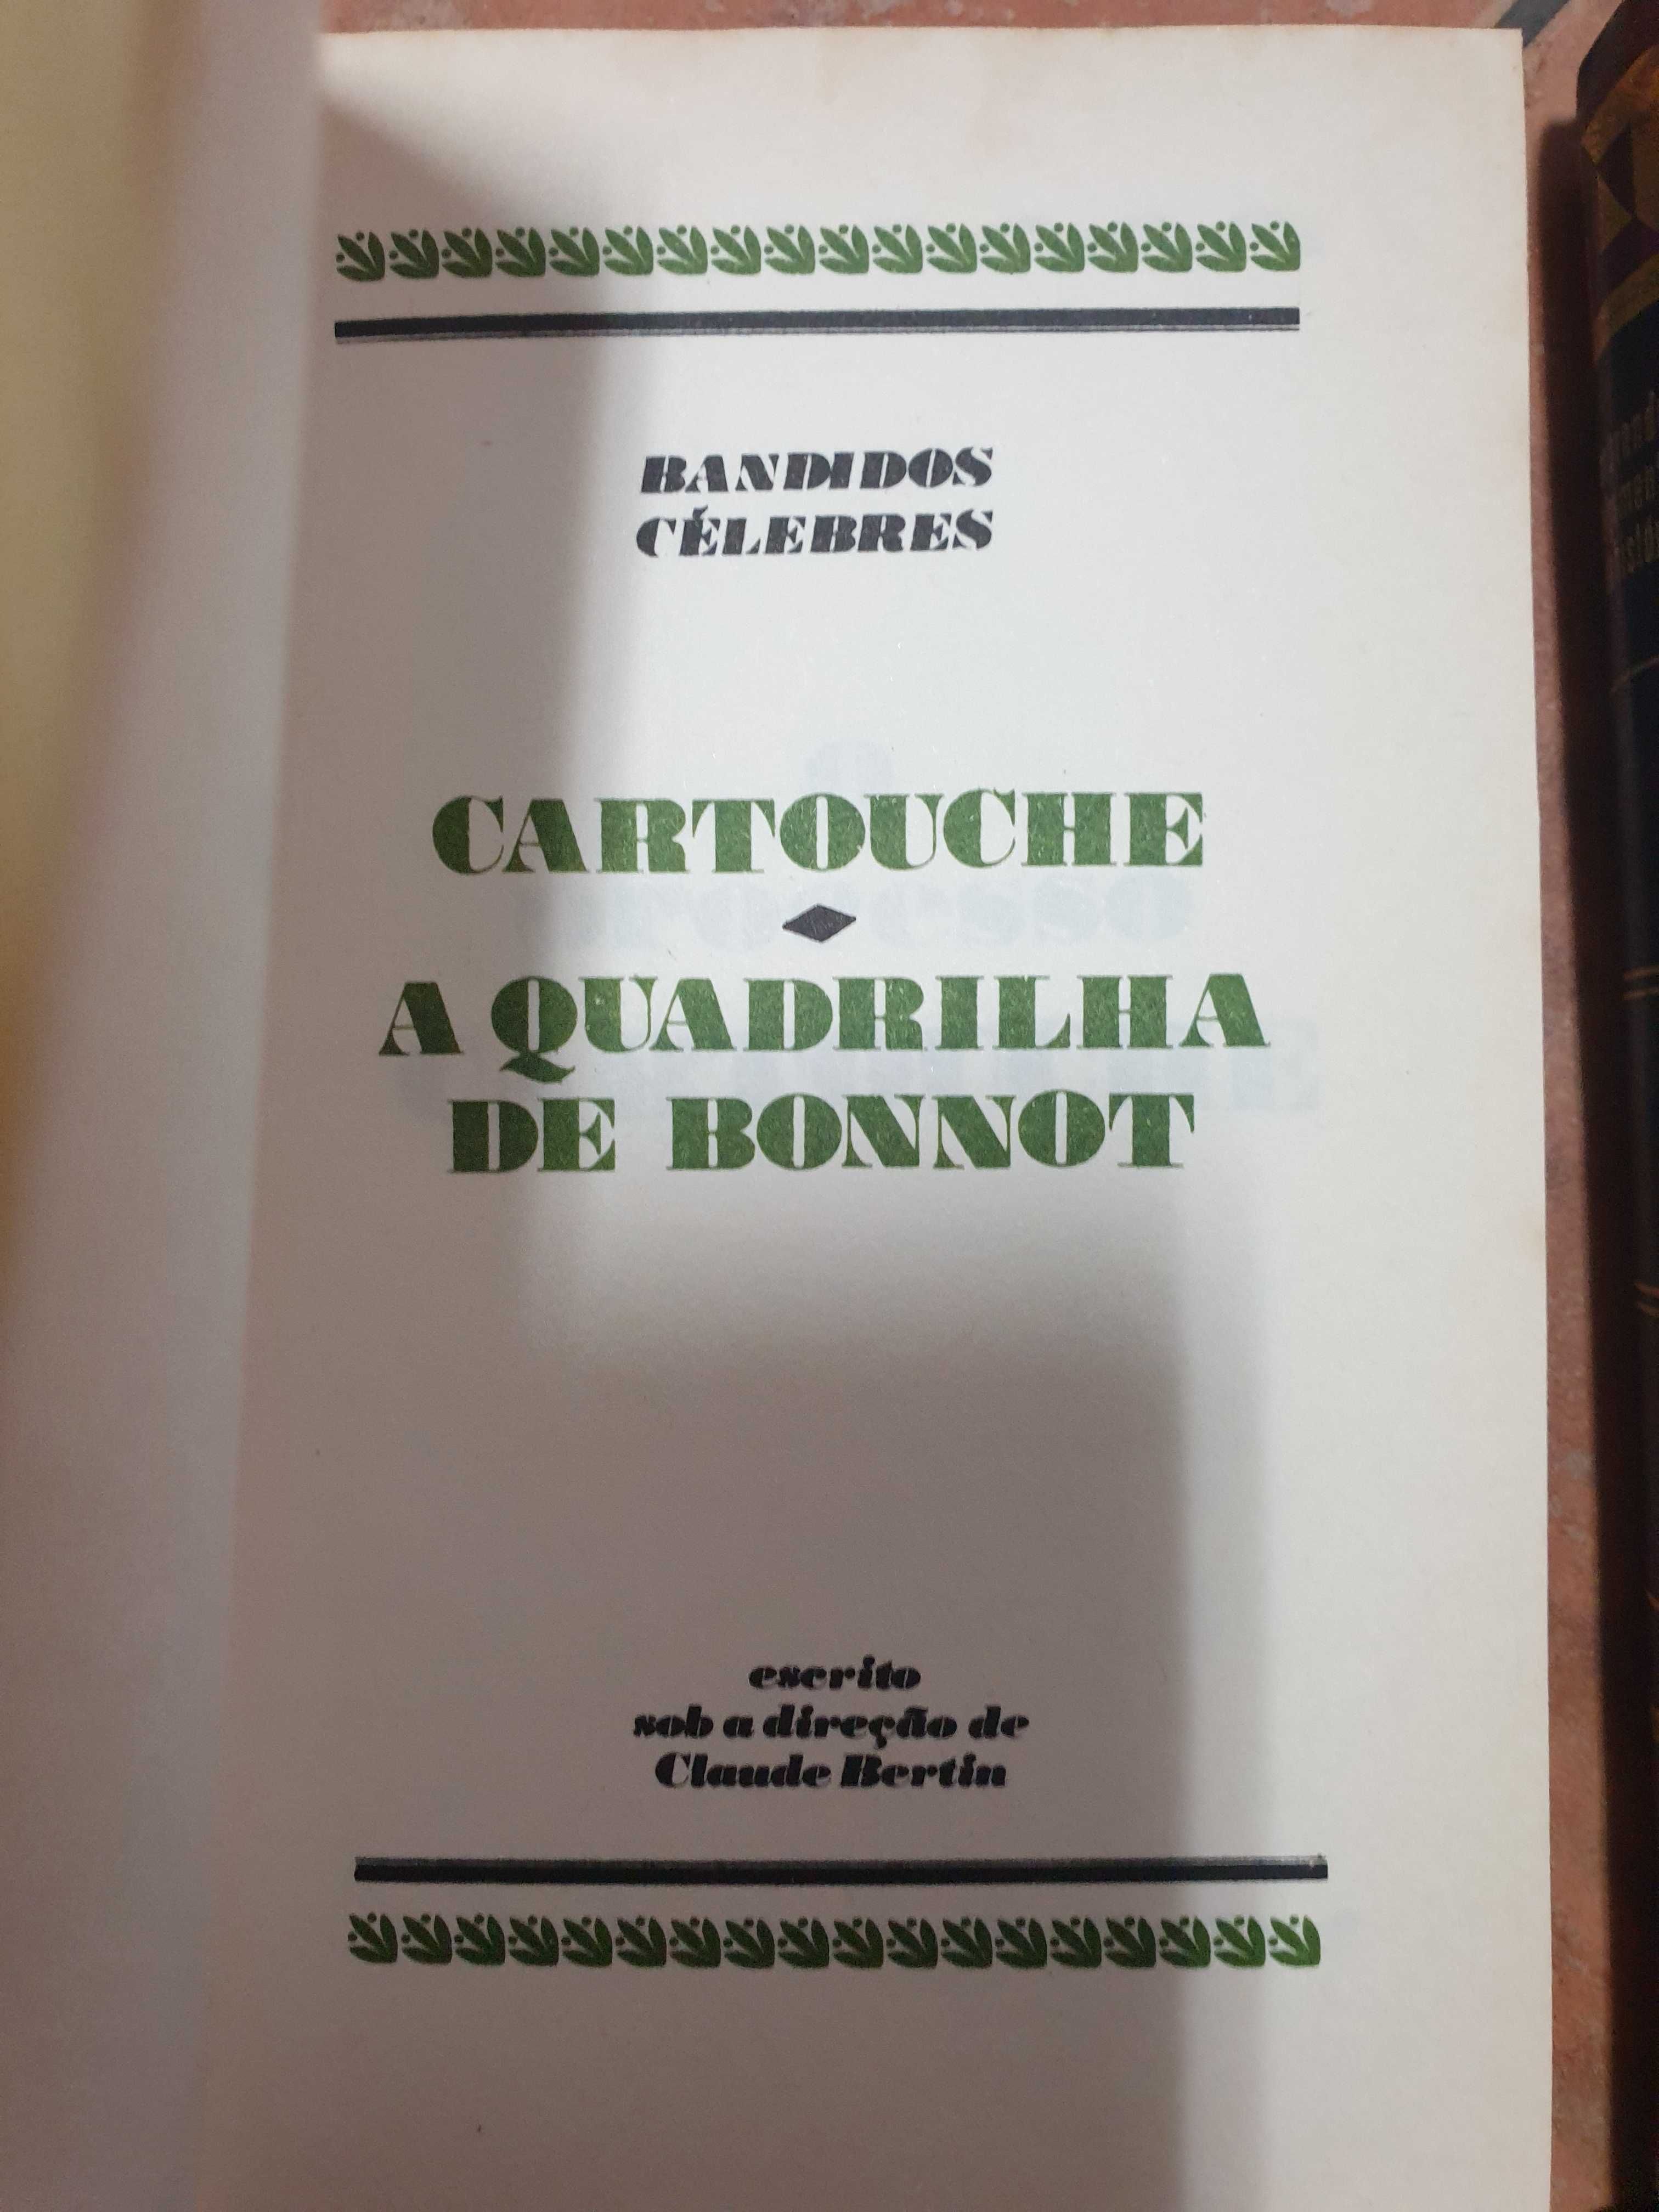 BANDIDOS
CÉLEBRES
CARTOUCHE
A QUADRILHA
DE BONNOT
escrito
sob a direção de
Claude Bertin